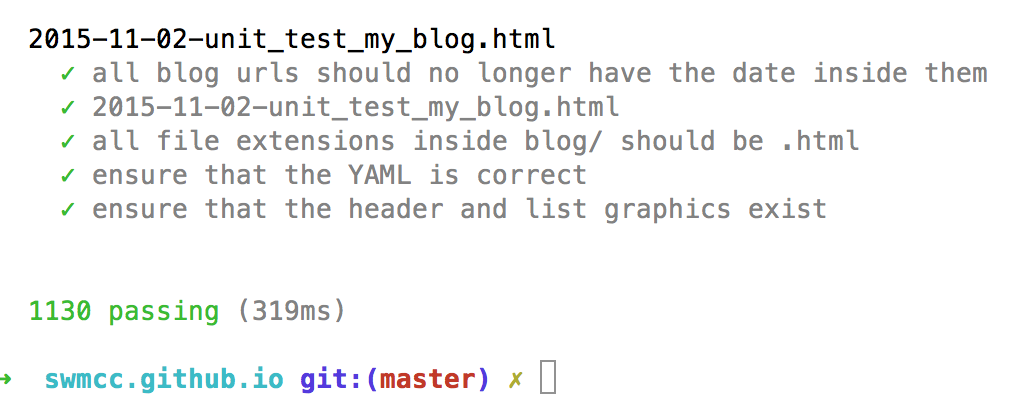 2015-11-02-unit_test_my_blog.html
✓ all blog urls should no longer have the date inside them
✓ 2015-11-02-unit_test_my_blog.html
✓ all file extensions inside blog/ should be .html
✓ ensure that the YAML is correct
✓ ensure that the header and list graphics exist
1130 passing (319ms)
➜ swmcc.github.io git:(master) ✗